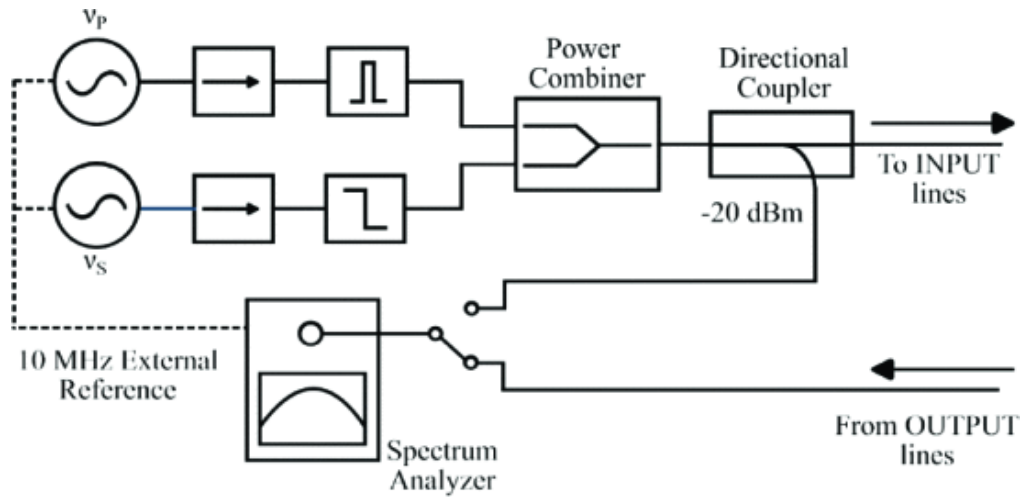 νP
Power
Combiner
Directional
Coupler
To INPUT
lines
-20 dBm
νS
10 MHz External
Reference
Spectrum
Analyzer
From OUTPUT
lines